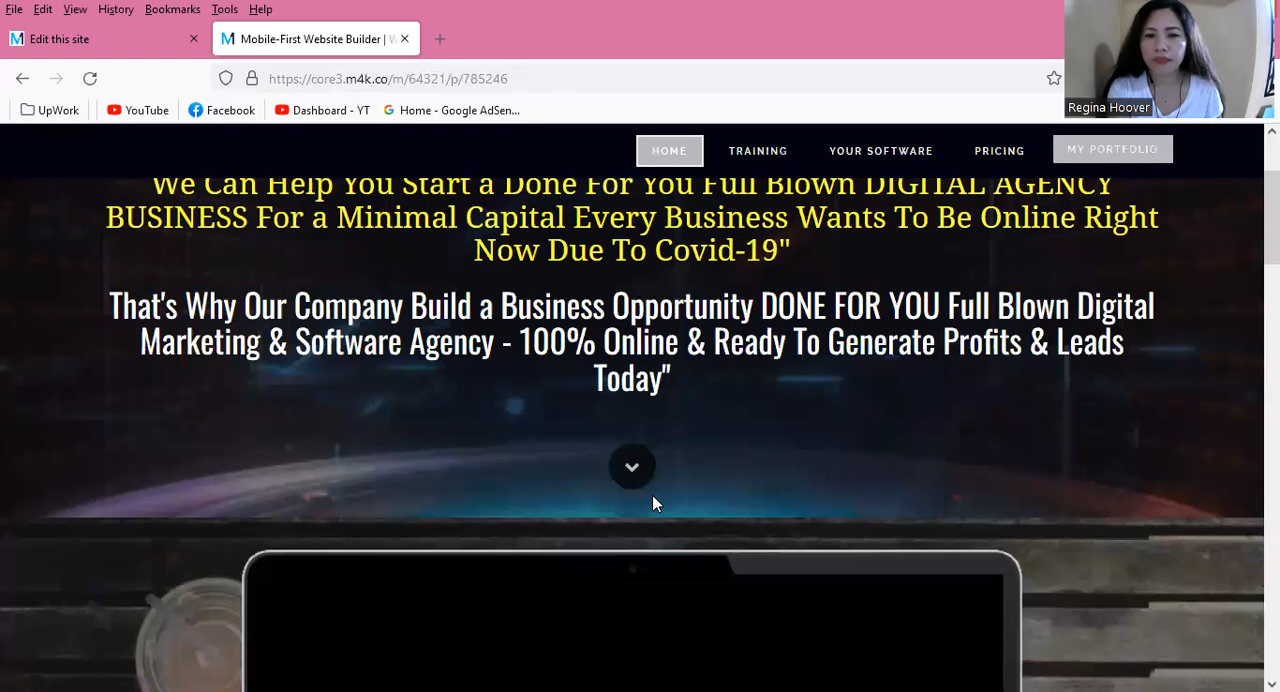 File Edit View History Bookmarks Tools Help
Edit this site
Mobile-First Website Builder |
https://core3.m4k.co/m/64321/p/785246
UpWork YouTube Facebook Dashboard - YT Home - Google AdSen...
Regina Hoover
HOME TRAINING YOUR SOFTWARE PRICING MY PORTFOLIO
We Can Help You Start a Done For You Full Blown DIGITAL AGENCY
BUSINESS For a Minimal Capital Every Business Wants To Be Online Right
Now Due To Covid-19"
That's Why Our Company Build a Business Opportunity DONE FOR YOU Full Blown Digital
Marketing & Software Agency - 100% Online & Ready To Generate Profits & Leads
Today"